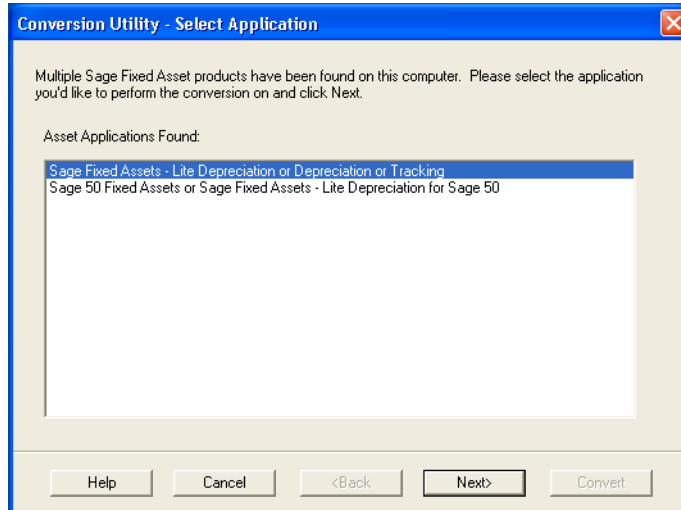 Conversion Utility - Select Application
Multiple Sage Fixed Asset products have been found on this computer.  Please select the application
you'd like to perform the conversion on and click Next.
Asset Applications Found:
Sage Fixed Assets - Lite Depreciation or Depreciation or Tracking
Sage 50 Fixed Assets or Sage Fixed Assets - Lite Depreciation for Sage 50
Help Cancel <Back Next> Convert